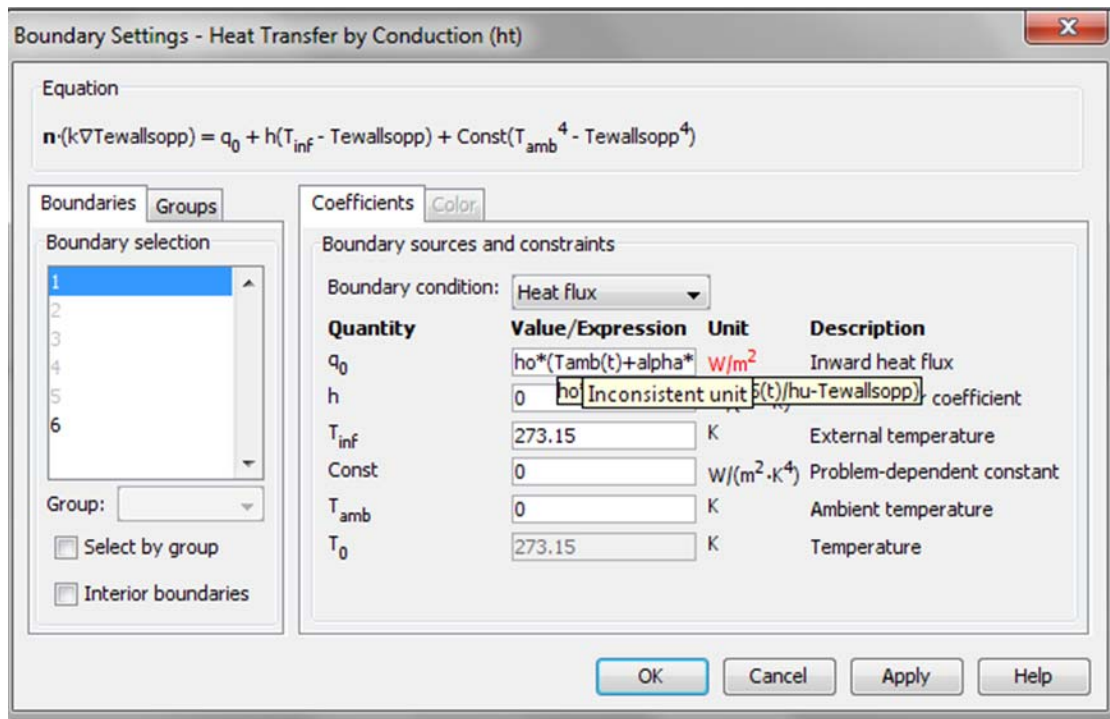 Boundary Settings - Heat Transfer by Conduction (ht)
Equation
n·(k∇Tewallsopp) = q0 + h(Tinf - Tewallsopp) + Const(Tamb^4 - Tewallsopp^4)
Boundaries Groups
Coefficients Color
Boundary selection
1
2
3
4
5
6
Group:
Select by group
Interior boundaries
Boundary sources and constraints
Boundary condition: Heat flux
Quantity Value/Expression Unit Description
q0 ho*(Tamb(t)+alpha* W/m2 Inward heat flux
h 0 coefficient
ho Inconsistent unit (t)/hu-Tewallsopp)
Tinf 273.15 K External temperature
Const 0 W/(m2·K4) Problem-dependent constant
Tamb 0 K Ambient temperature
T0 273.15 K Temperature
OK Cancel Apply Help